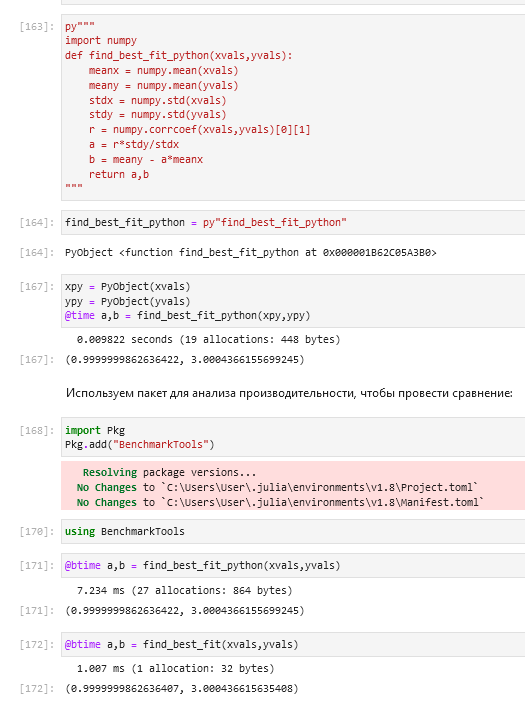 [163]: py"""
import numpy
def find_best_fit_python(xvals,yvals):
    meanx = numpy.mean(xvals)
    meany = numpy.mean(yvals)
    stdx = numpy.std(xvals)
    stdy = numpy.std(yvals)
    r = numpy.corrcoef(xvals,yvals)[0][1]
    a = r*stdy/stdx
    b = meany - a*meanx
    return a,b
"""
[164]: find_best_fit_python = py"find_best_fit_python"
[164]: PyObject <function find_best_fit_python at 0x000001B62C05A3B0>
[167]: xpy = PyObject(xvals)
ypy = PyObject(yvals)
@time a,b = find_best_fit_python(xpy,ypy)
0.009822 seconds (19 allocations: 448 bytes)
[167]: (0.9999999862636422, 3.0004366155699245)
Используем пакет для анализа производительности, чтобы провести сравнение:
[168]: import Pkg
Pkg.add("BenchmarkTools")
Resolving package versions...
No Changes to `C:\Users\User\.julia\environments\v1.8\Project.toml`
No Changes to `C:\Users\User\.julia\environments\v1.8\Manifest.toml`
[170]: using BenchmarkTools
[171]: @btime a,b = find_best_fit_python(xvals,yvals)
7.234 ms (27 allocations: 864 bytes)
[171]: (0.9999999862636422, 3.0004366155699245)
[172]: @btime a,b = find_best_fit(xvals,yvals)
1.007 ms (1 allocation: 32 bytes)
[172]: (0.9999999862636407, 3.000436615635408)